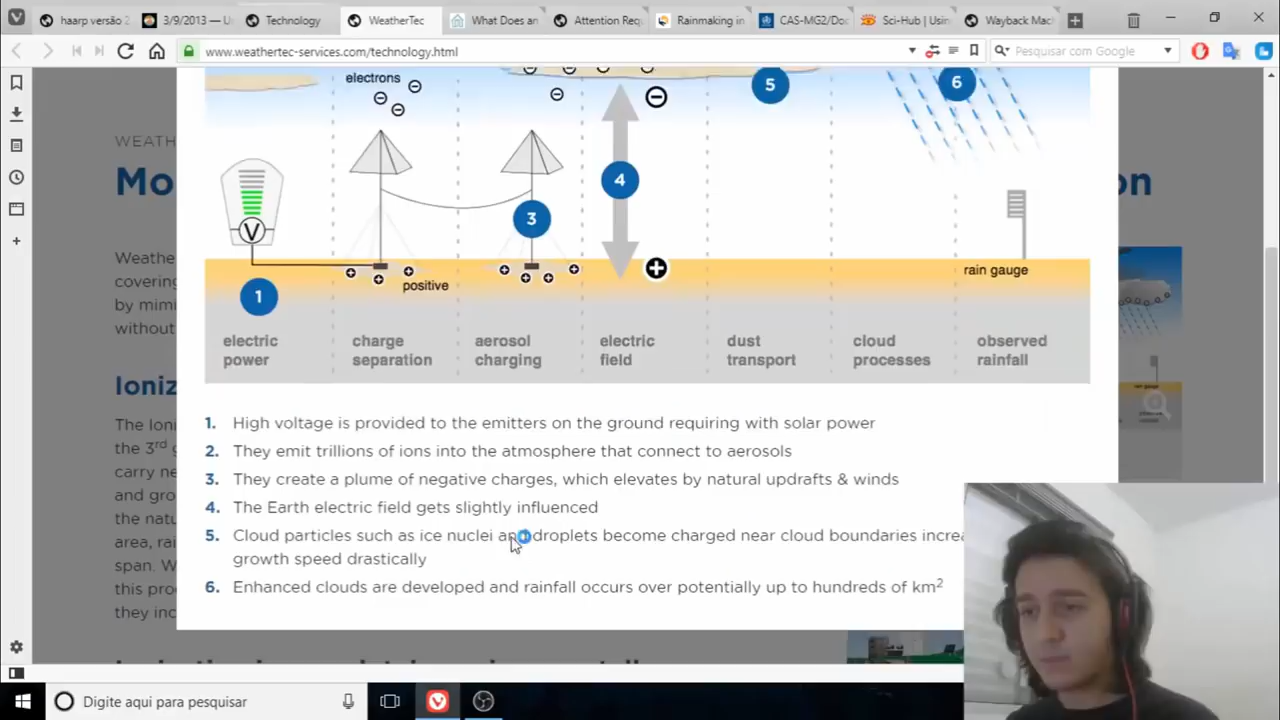 haarp versão 2
3/9/2013 — U
Technology
WeatherTec
What Does an
Attention Req
Rainmaking in
CAS-MG2/Do
Sci-Hub | Usin
Wayback Mac
www.weathertec-services.com/technology.html
Pesquisar com Google
WEATH
Mo
on
Weathe
covering
by mimi
without
Ioniz
The Ioni
the 3rd g
carry ne
and gro
the natu
area, rai
span. W
this pro
they inc
electrons
5
6
4
3
V
1
positive
rain gauge
electric
power
charge
separation
aerosol
charging
electric
field
dust
transport
cloud
processes
observed
rainfall
1. High voltage is provided to the emitters on the ground requiring with solar power
2. They emit trillions of ions into the atmosphere that connect to aerosols
3. They create a plume of negative charges, which elevates by natural updrafts & winds
4. The Earth electric field gets slightly influenced
5. Cloud particles such as ice nuclei and droplets become charged near cloud boundaries increa
growth speed drastically
6. Enhanced clouds are developed and rainfall occurs over potentially up to hundreds of km²
Digite aqui para pesquisar